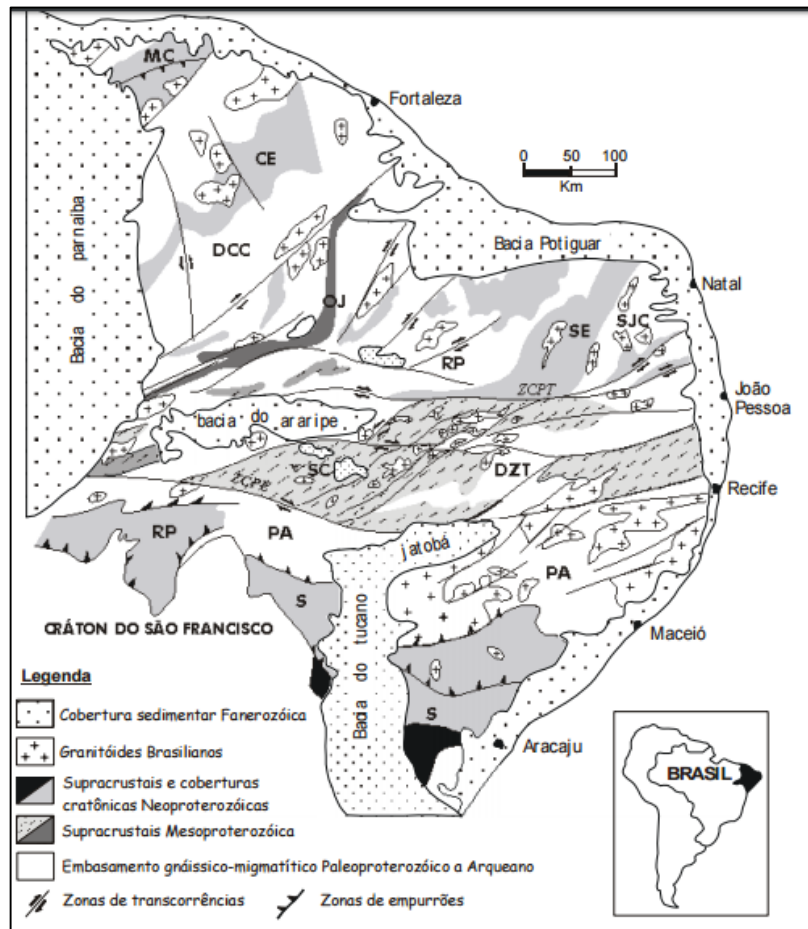 MC
Fortaleza
CE
0 50 100
Km
DCC
Bacia do parnaiba
Bacia Potiguar
OJ
Natal
SE
SJC
RP
ZCPT
João
Pessoa
bacia do araripe
SC
DZT
ZCPE
Recife
RP
PA
jatobá
PA
S
CRÁTON DO SÃO FRANCISCO
Maceió
Bacia do tucano
Legenda
S
Cobertura sedimentar Fanerozóica
Aracaju
Granitóides Brasilianos
BRASIL
Supracrustais e coberturas
cratônicas Neoproterozóicas
Supracrustais Mesoproterozóica
Embasamento gnáissico-migmatítico Paleoproterozóico a Arqueano
Zonas de transcorrências
Zonas de empurrões